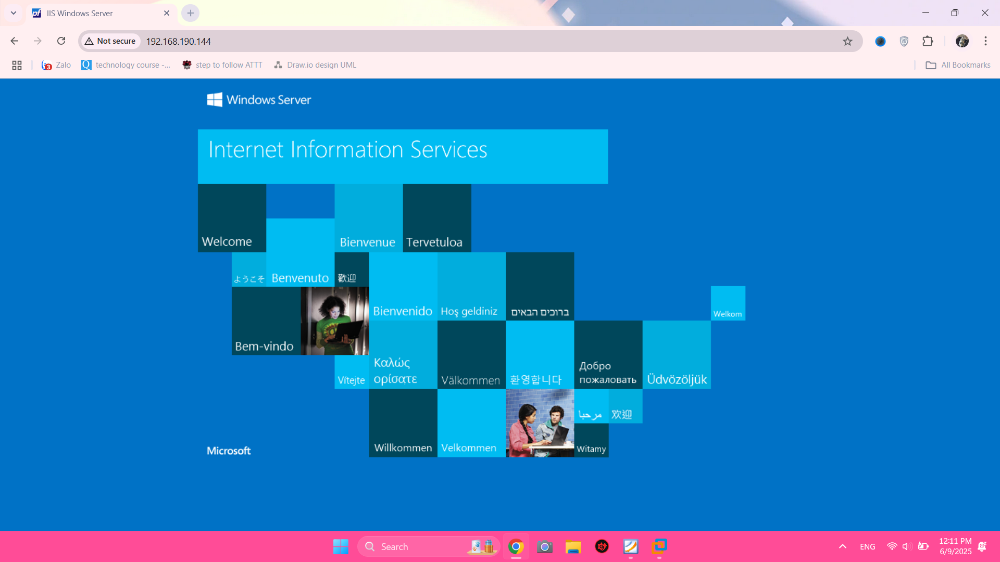 IIS Windows Server
Not secure
192.168.190.144
3
Zalo
technology course -...
step to follow ATTT
Draw.io design UML
All Bookmarks
Windows Server
Internet Information Services
Welcome
Bienvenue
Tervetuloa
ようこそ
Benvenuto
歡迎
Bienvenido
Hoş geldiniz
ברוכים הבאים
Welkom
Bem-vindo
Vítejte
Καλώς
ορίσατε
Välkommen
환영합니다
Добро
пожаловать
Üdvözöljük
مرحبا
欢迎
Microsoft
Willkommen
Velkommen
Witamy
Search
ENG
12:11 PM
6/9/2025